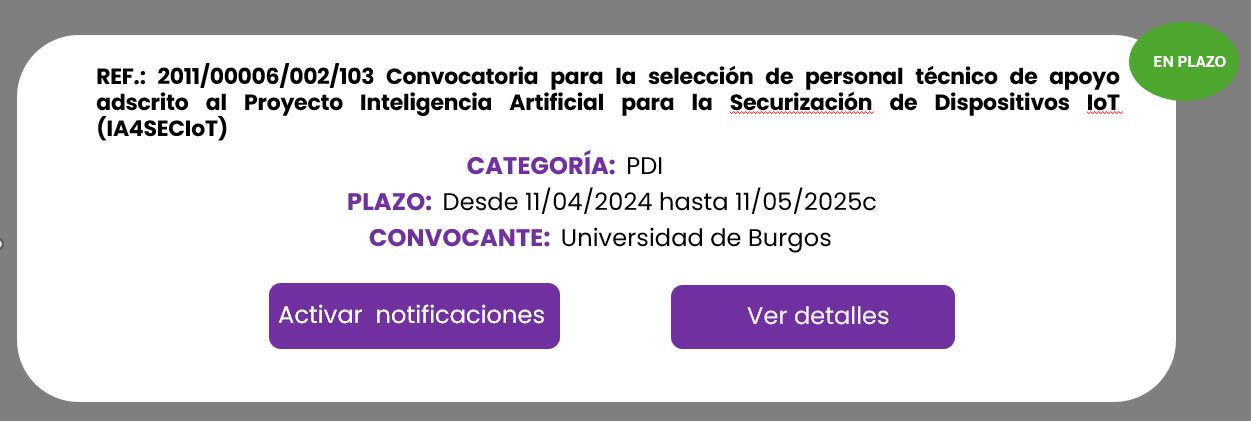 EN PLAZO
REF.: 2011/00006/002/103 Convocatoria para la selección de personal técnico de apoyo
adscrito al Proyecto Inteligencia Artificial para la Securización de Dispositivos IoT
(IA4SECIoT)
CATEGORÍA: PDI
PLAZO: Desde 11/04/2024 hasta 11/05/2025c
CONVOCANTE: Universidad de Burgos
Activar notificaciones
Ver detalles